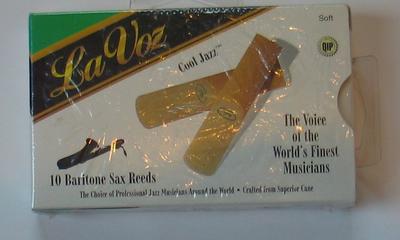 La Voz
Soft
Cool Jazz™
QIP
The Voice
of the
World's Finest
Musicians
10 Baritone Sax Reeds
The Choice of Professional Jazz Musicians Around the World • Crafted from Superior Cane